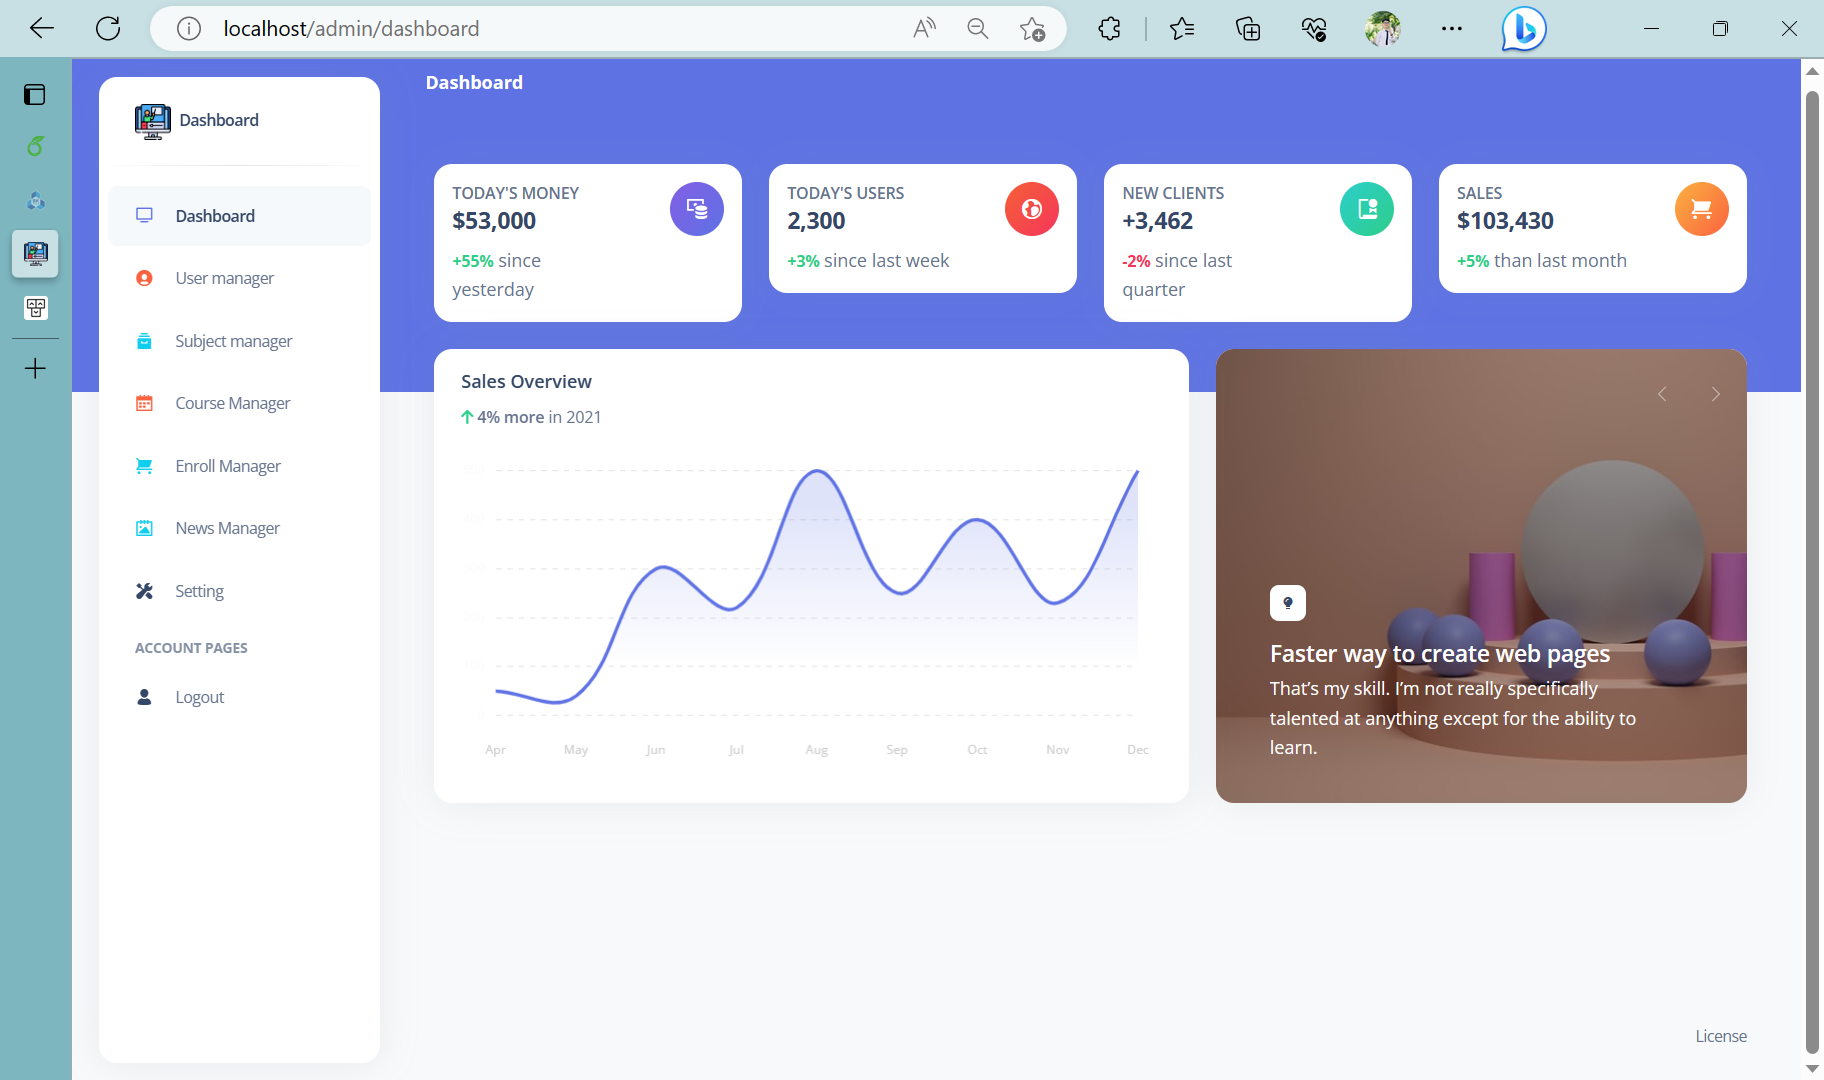 localhost/admin/dashboard
Dashboard
Dashboard
Dashboard
User manager
Subject manager
Course Manager
Enroll Manager
News Manager
Setting
ACCOUNT PAGES
Logout
TODAY'S MONEY
$53,000
+55% since
yesterday
TODAY'S USERS
2,300
+3% since last week
NEW CLIENTS
+3,462
-2% since last
quarter
SALES
$103,430
+5% than last month
Sales Overview
4% more in 2021
Apr May Jun Jul Aug Sep Oct Nov Dec
Faster way to create web pages
That’s my skill. I’m not really specifically
talented at anything except for the ability to
learn.
License